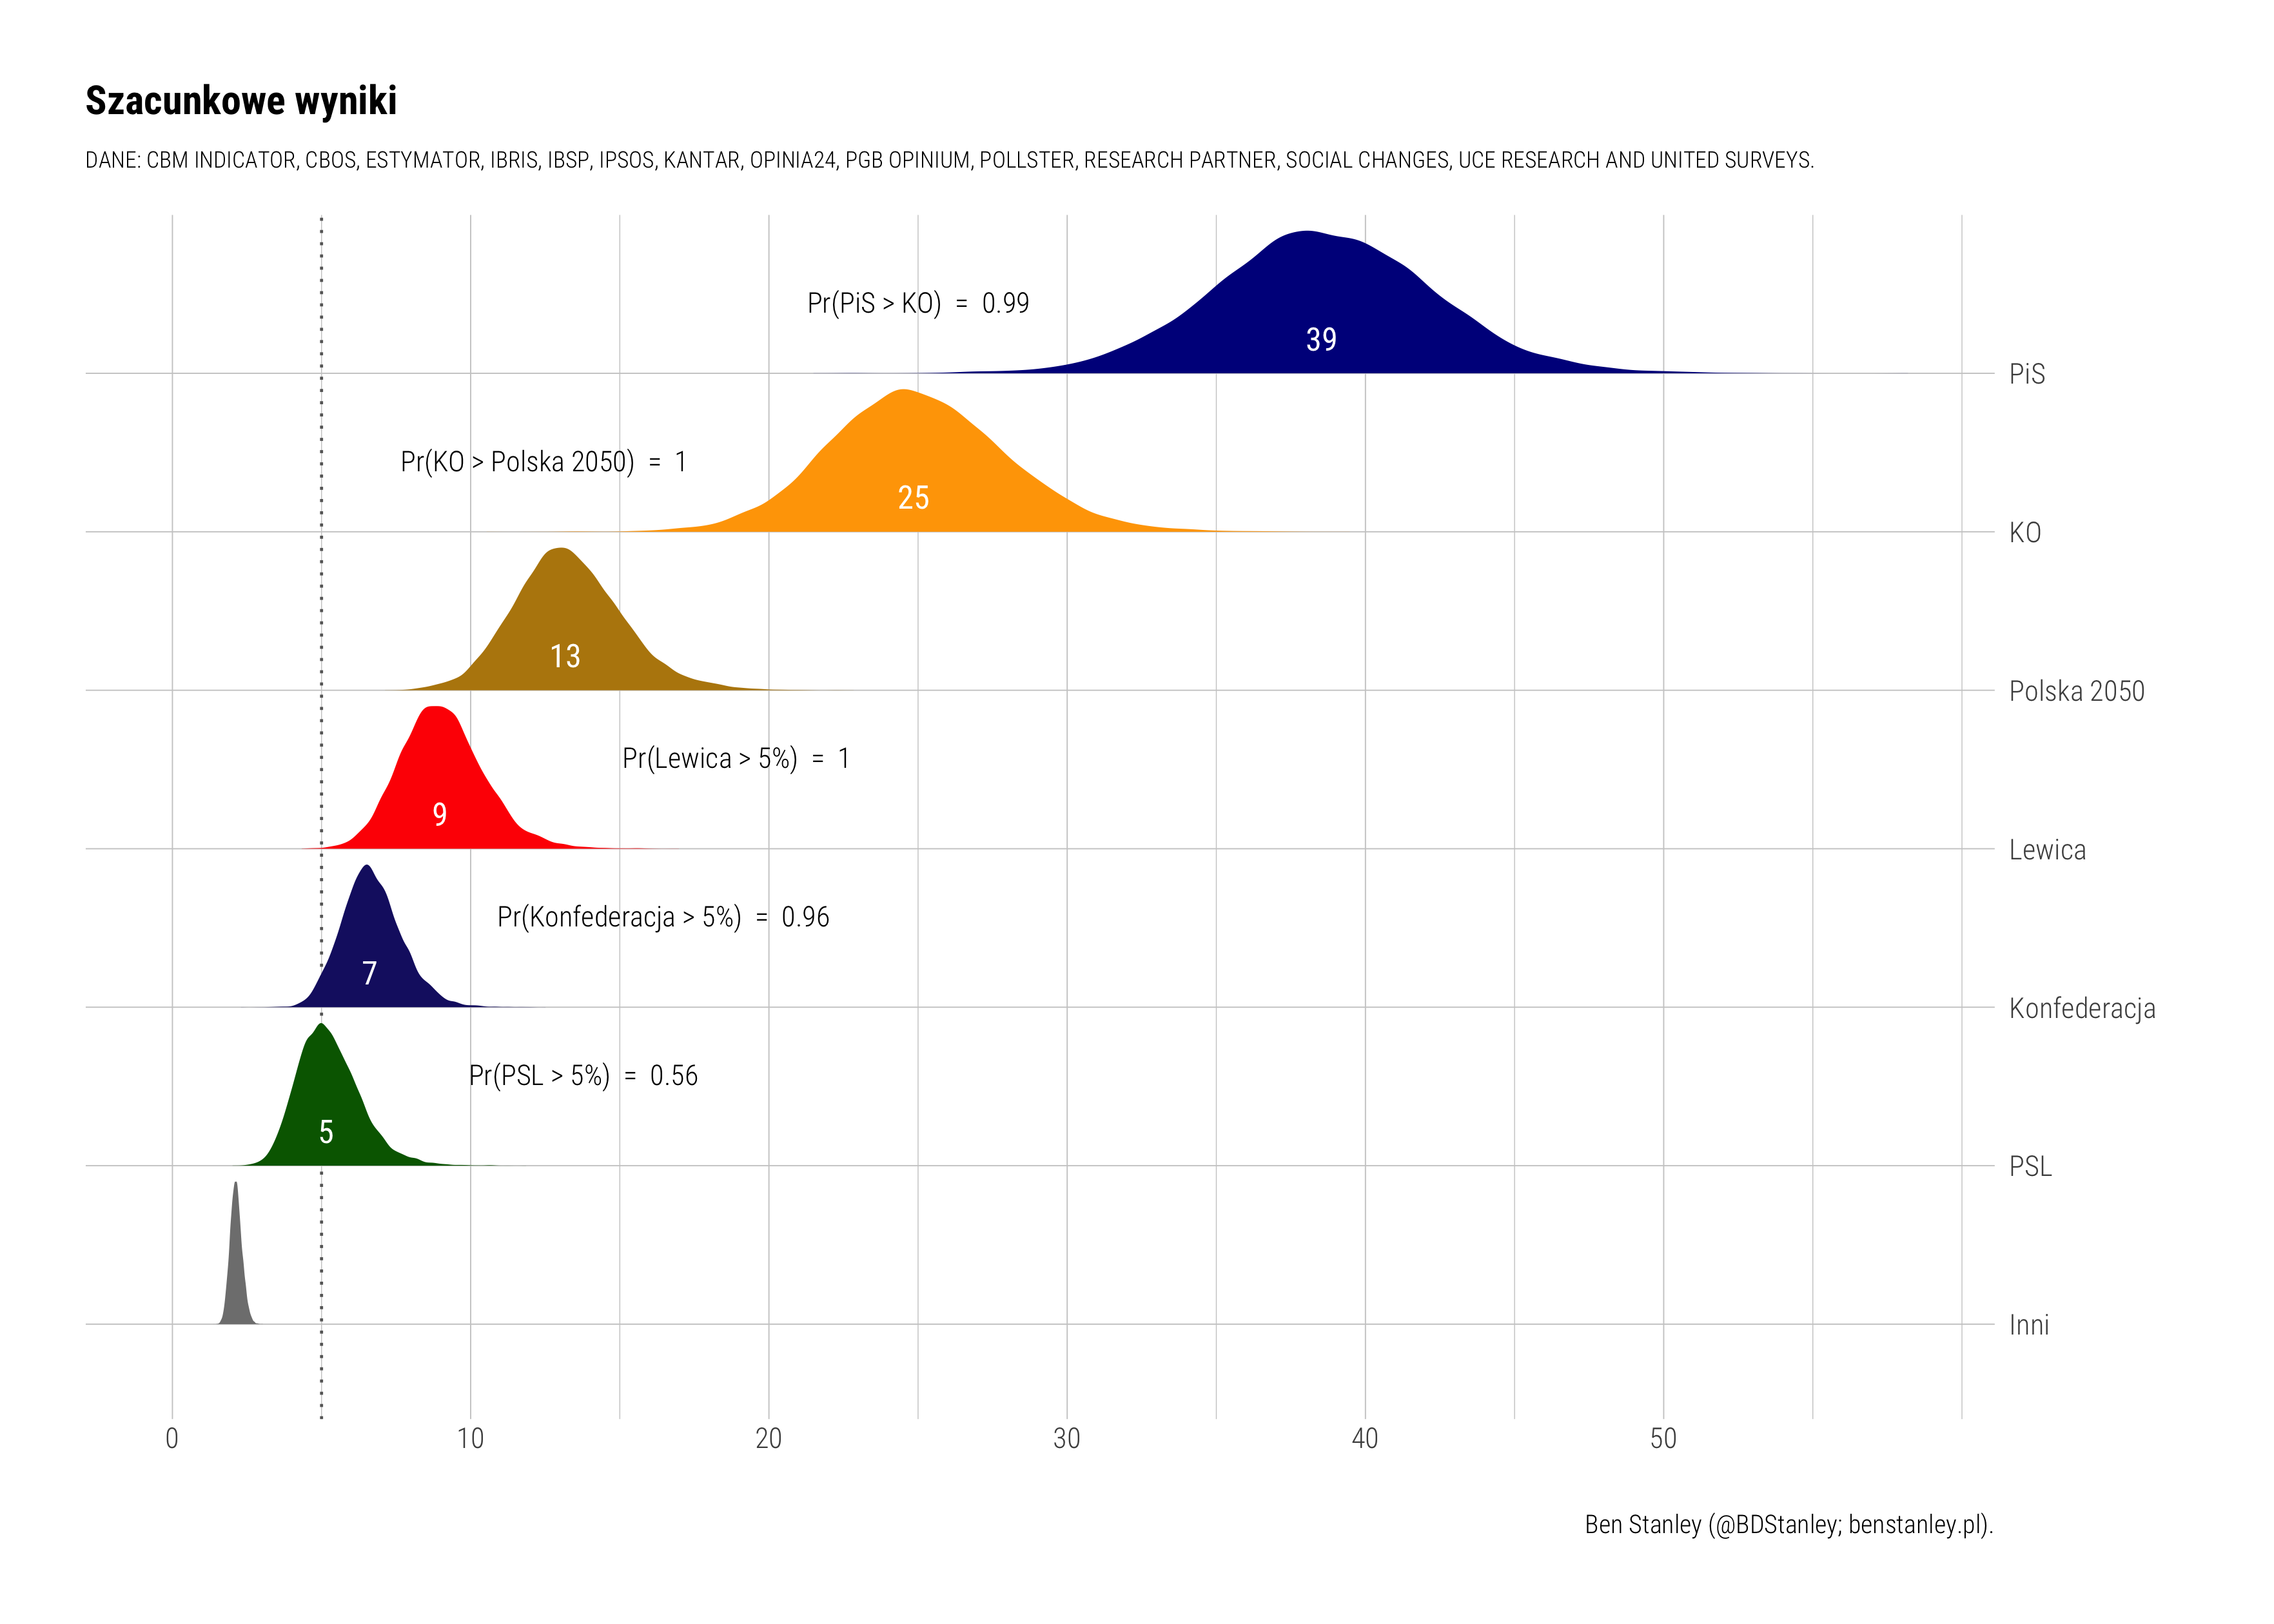 Szacunkowe wyniki
DANE: CBM INDICATOR, CBOS, ESTYMATOR, IBRIS, IBSP, IPSOS, KANTAR, OPINIA24, PGB OPINIUM, POLLSTER, RESEARCH PARTNER, SOCIAL CHANGES, UCE RESEARCH AND UNITED SURVEYS.
Pr(PiS > KO) = 0.99
39
PiS
Pr(KO > Polska 2050) = 1
25
KO
13
Polska 2050
Pr(Lewica > 5%) = 1
9
Lewica
Pr(Konfederacja > 5%) = 0.96
7
Konfederacja
Pr(PSL > 5%) = 0.56
5
PSL
Inni
0 10 20 30 40 50
Ben Stanley (@BDStanley; benstanley.pl).